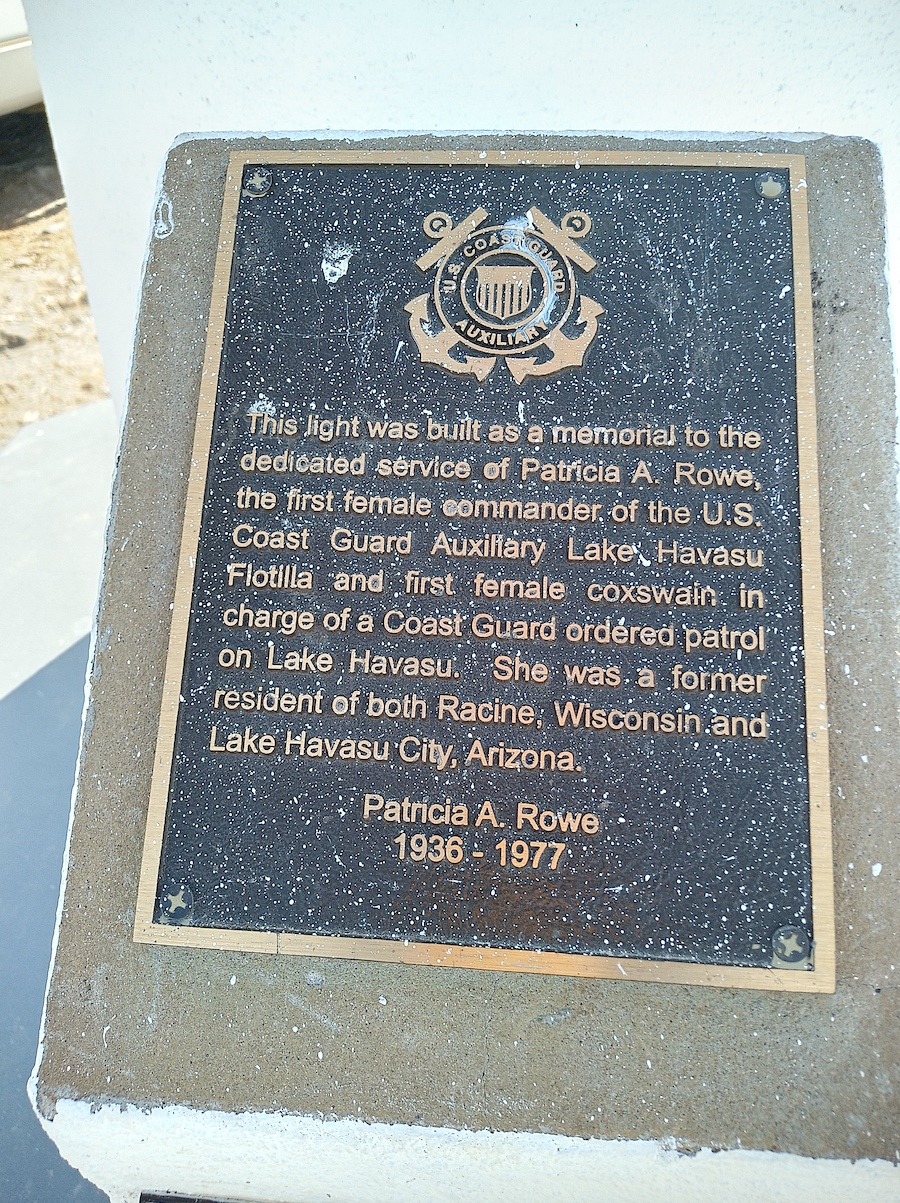 U.S. COAST GUARD
AUXILIARY
This light was built as a memorial to the
dedicated service of Patricia A. Rowe,
the first female commander of the U.S.
Coast Guard Auxiliary Lake Havasu
Flotilla and first female coxswain in
charge of a Coast Guard ordered patrol
on Lake Havasu. She was a former
resident of both Racine, Wisconsin and
Lake Havasu City, Arizona.
Patricia A. Rowe
1936 - 1977